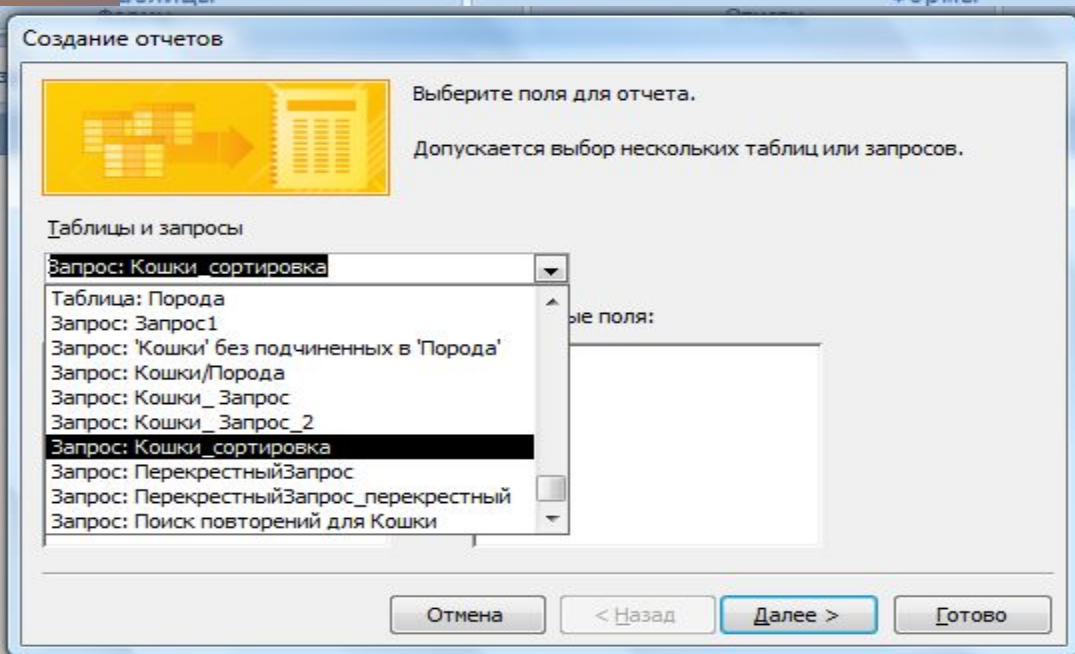 Создание отчетов
Выберите поля для отчета.
Допускается выбор нескольких таблиц или запросов.
Таблицы и запросы
Запрос: Кошки_сортировка
Таблица: Порода
Запрос: Запрос1
Запрос: 'Кошки' без подчиненных в 'Порода'
Запрос: Кошки/Порода
Запрос: Кошки_ Запрос
Запрос: Кошки_ Запрос_2
Запрос: Кошки_сортировка
Запрос: ПерекрестныйЗапрос
Запрос: ПерекрестныйЗапрос_перекрестный
Запрос: Поиск повторений для Кошки
поля:
Отмена
< Назад
Далее >
Готово